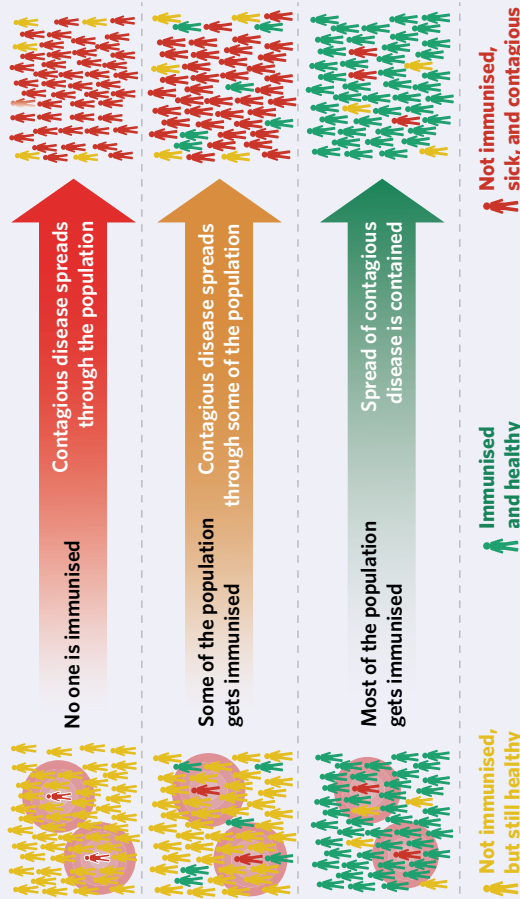 No one is immunised
Contagious disease spreads
through the population
Some of the population
gets immunised
Contagious disease spreads
through some of the population
Most of the population
gets immunised
Spread of contagious
disease is contained
Not immunised,
but still healthy
Immunised
and healthy
Not immunised,
sick, and contagious